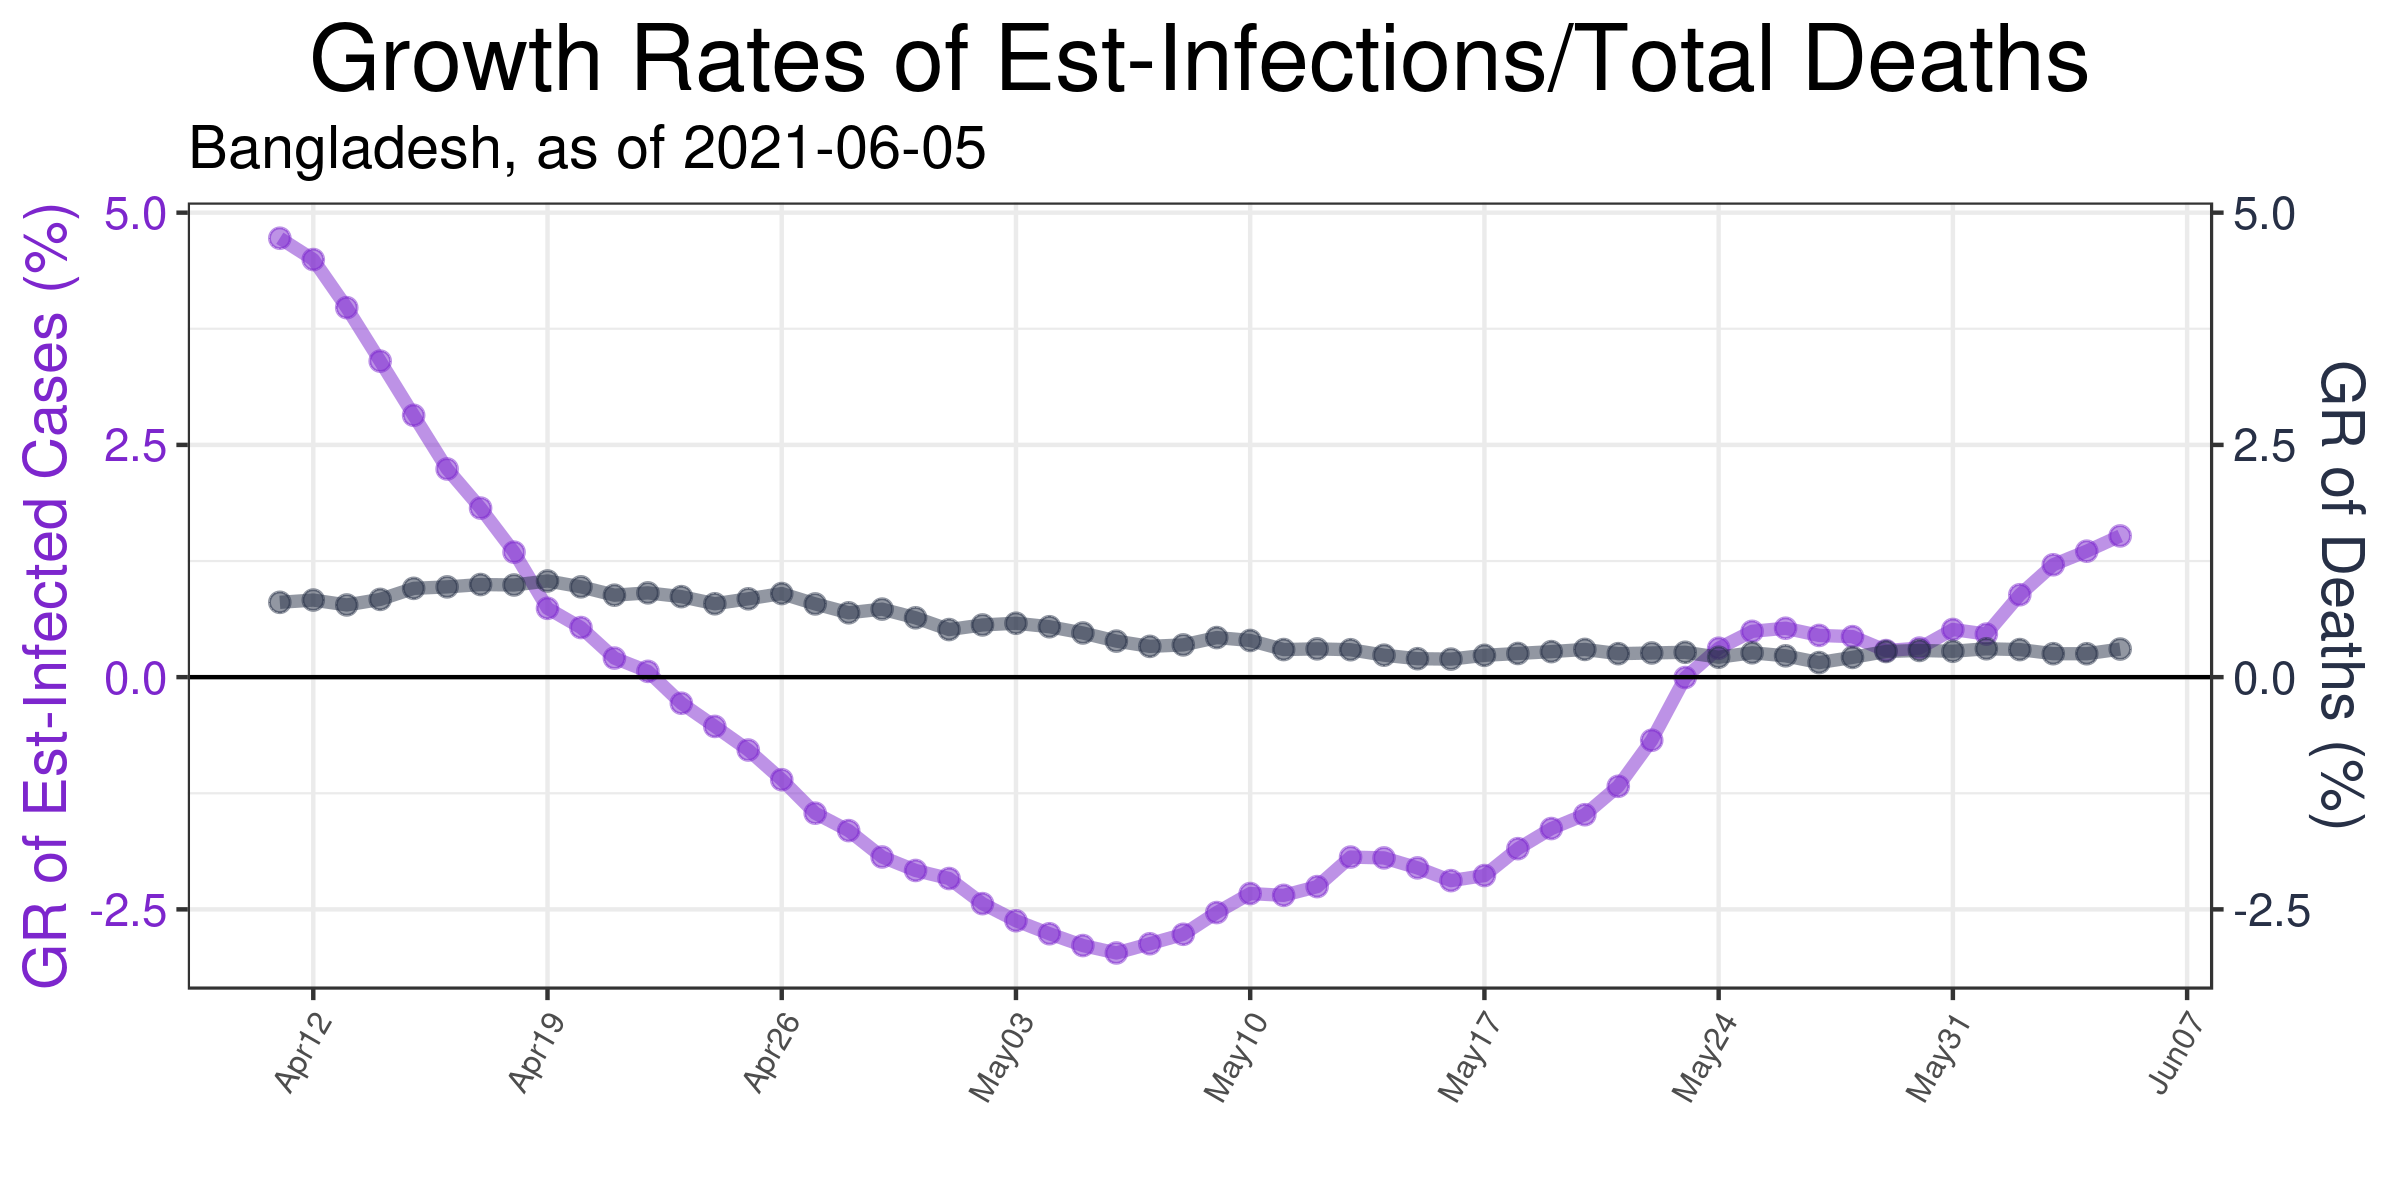 Growth Rates of Est-Infections/Total Deaths
Bangladesh, as of 2021-06-05
GR of Est-Infected Cases (%)
5.0
2.5
0.0
-2.5
5.0
2.5
0.0
-2.5
GR of Deaths (%)
Apr12
Apr19
Apr26
May03
May10
May17
May24
May31
Jun07